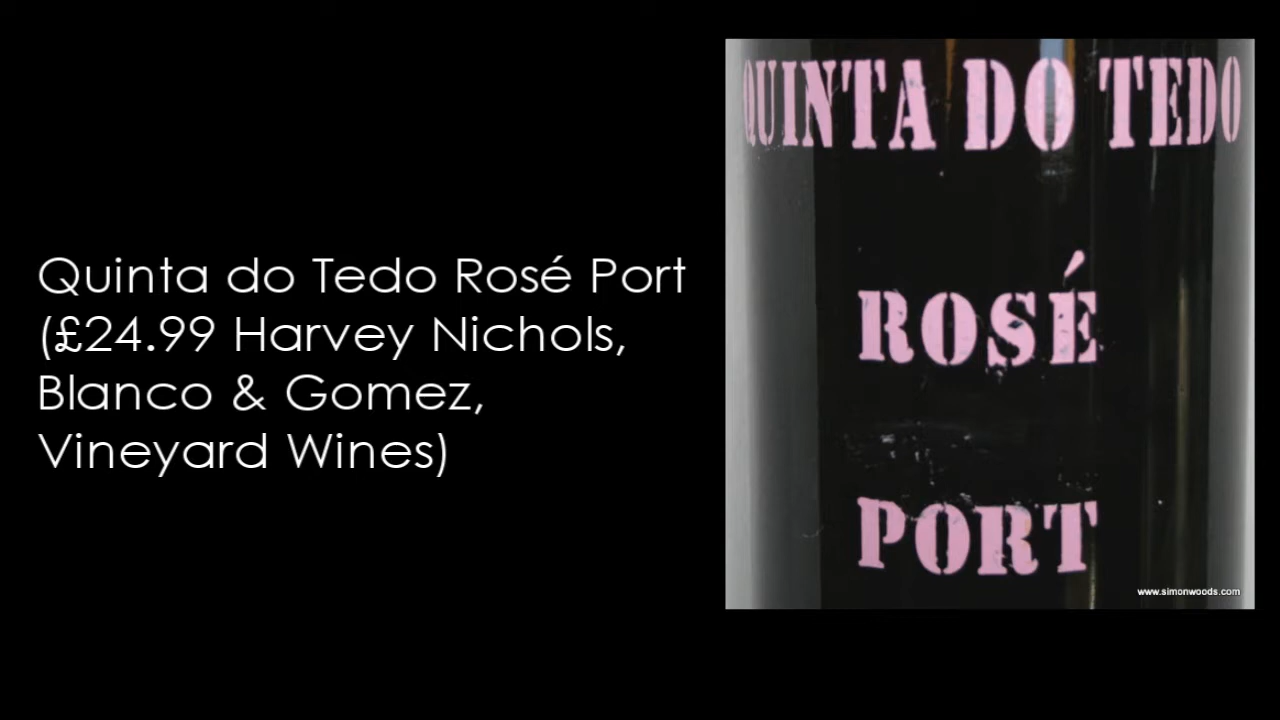 Quinta do Tedo Rosé Port
(£24.99 Harvey Nichols,
Blanco & Gomez,
Vineyard Wines)
QUINTA DO TEDO
ROSÉ
PORT
www.simonwoods.com